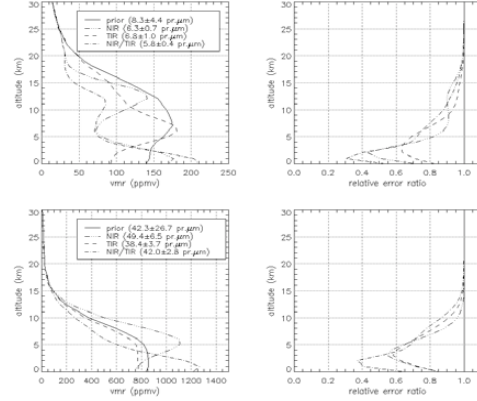 30
25
20
15
10
5
0
altitude (km)
prior (8.3±4.4 pr.μm)
NIR (6.3±0.7 pr.μm)
TIR (6.8±1.0 pr.μm)
NIR/TIR (5.8±0.4 pr.μm)
0 50 100 150 200 250
vmr (ppmv)
30
25
20
15
10
5
0
altitude (km)
0.0 0.2 0.4 0.6 0.8 1.0
relative error ratio
30
25
20
15
10
5
0
altitude (km)
prior (42.3±26.7 pr.μm)
NIR (49.4±6.5 pr.μm)
TIR (38.4±3.7 pr.μm)
NIR/TIR (42.0±2.8 pr.μm)
0 200 400 600 800 1000 1200 1400
vmr (ppmv)
30
25
20
15
10
5
0
altitude (km)
0.0 0.2 0.4 0.6 0.8 1.0
relative error ratio